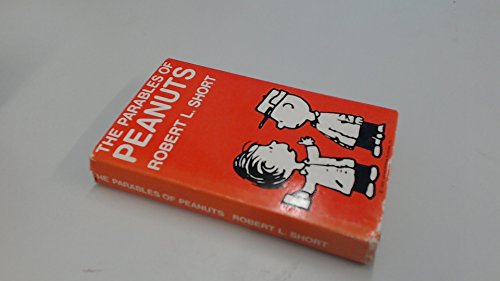 THE PARABLES OF
PEANUTS
ROBERT L. SHORT
THE PARABLES OF PEANUTS ROBERT L. SHORT